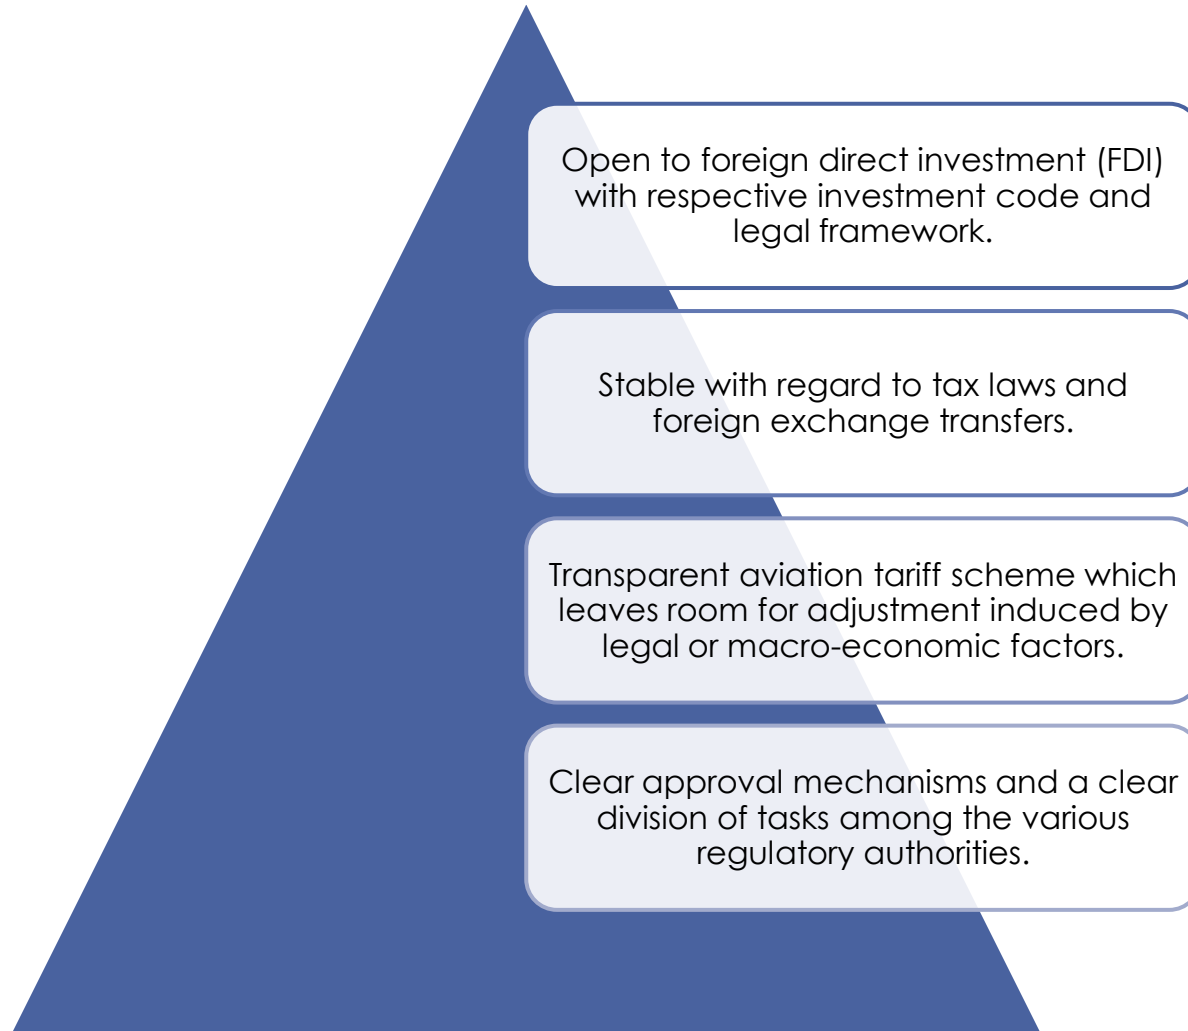 Open to foreign direct investment (FDI)
with respective investment code and
legal framework.
Stable with regard to tax laws and
foreign exchange transfers.
Transparent aviation tariff scheme which
leaves room for adjustment induced by
legal or macro-economic factors.
Clear approval mechanisms and a clear
division of tasks among the various
regulatory authorities.